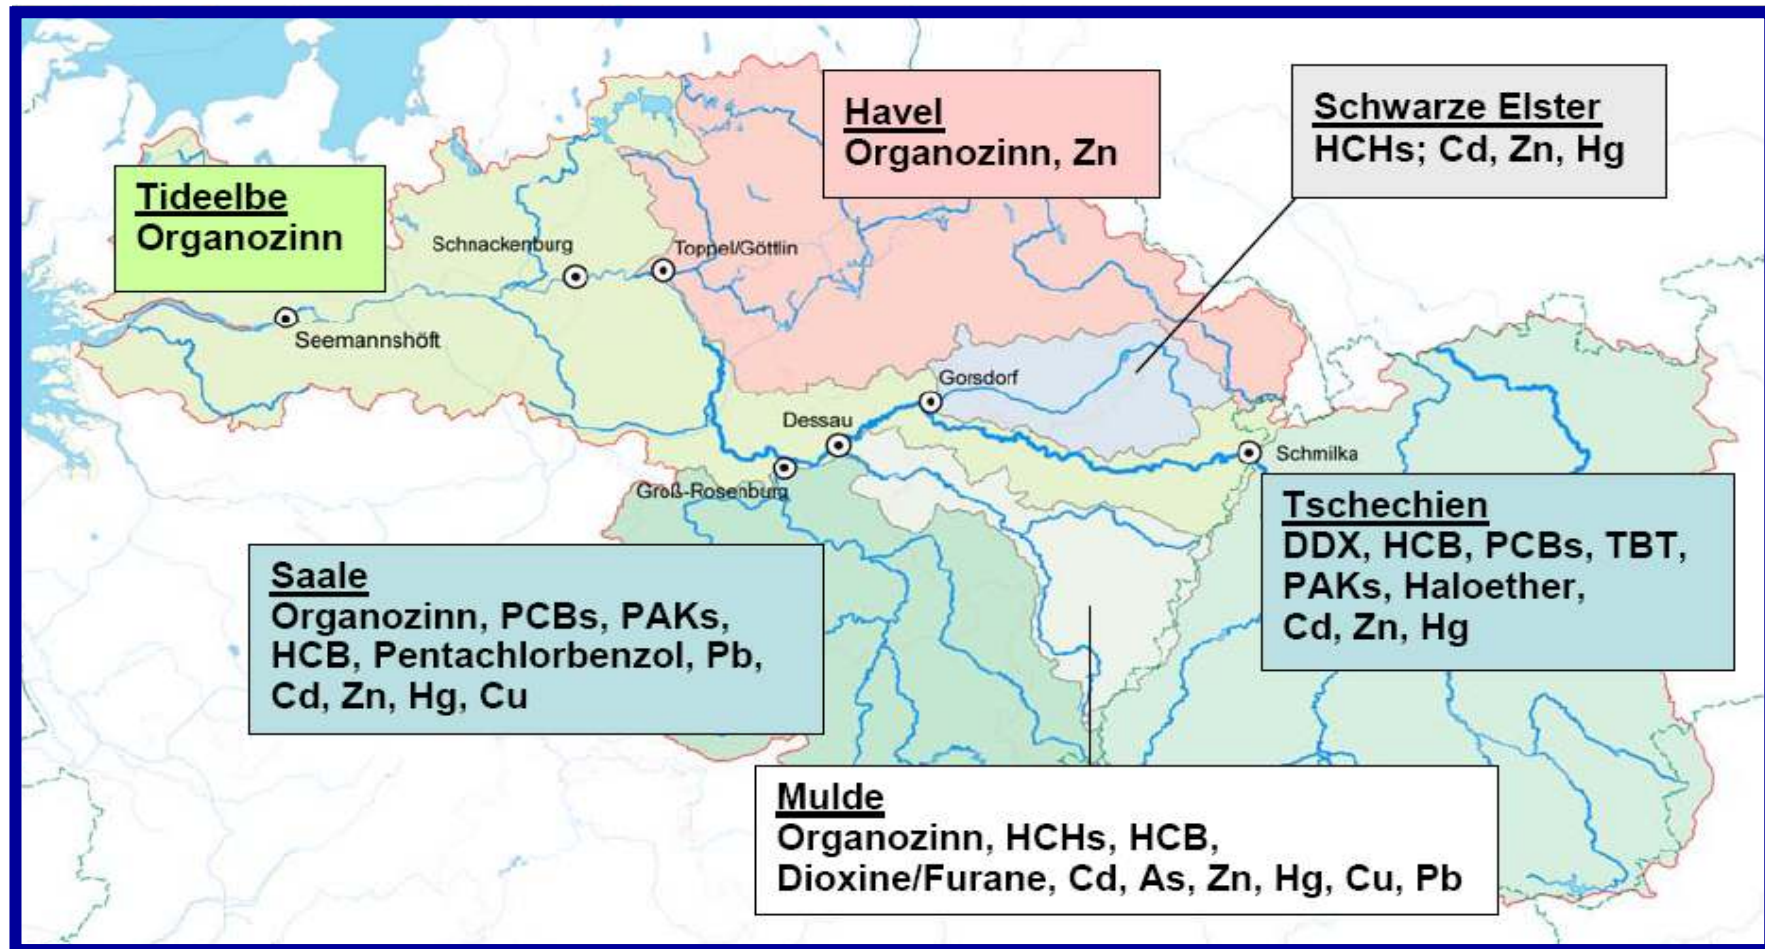 Havel
Organozinn, Zn
Schwarze Elster
HCHs; Cd, Zn, Hg
Tideelbe
Organozinn
Schnackenburg
Toppel/Göttlin
Seemannshöft
Gorsdorf
Dessau
Schmilka
Groß-Rosenburg
Tschechien
DDX, HCB, PCBs, TBT,
PAKs, Haloether,
Cd, Zn, Hg
Saale
Organozinn, PCBs, PAKs,
HCB, Pentachlorbenzol, Pb,
Cd, Zn, Hg, Cu
Mulde
Organozinn, HCHs, HCB,
Dioxine/Furane, Cd, As, Zn, Hg, Cu, Pb